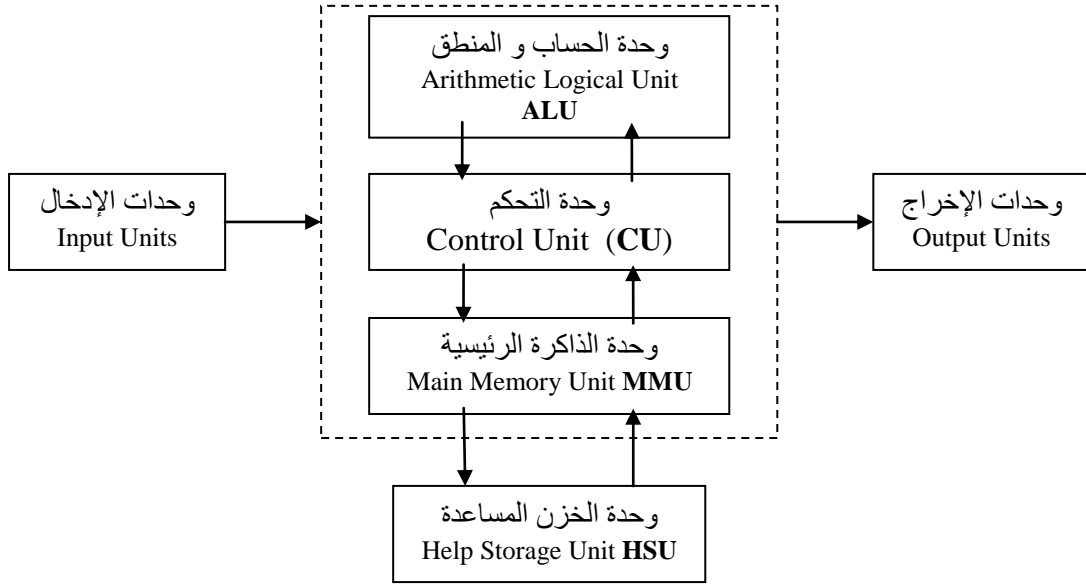 وحدة الحساب و المنطق
Arithmetic Logical Unit
ALU
وحدات الإدخال
Input Units
وحدة التحكم
Control Unit (CU)
وحدات الإخراج
Output Units
وحدة الذاكرة الرئيسية
Main Memory Unit MMU
وحدة الخزن المساعدة
Help Storage Unit HSU